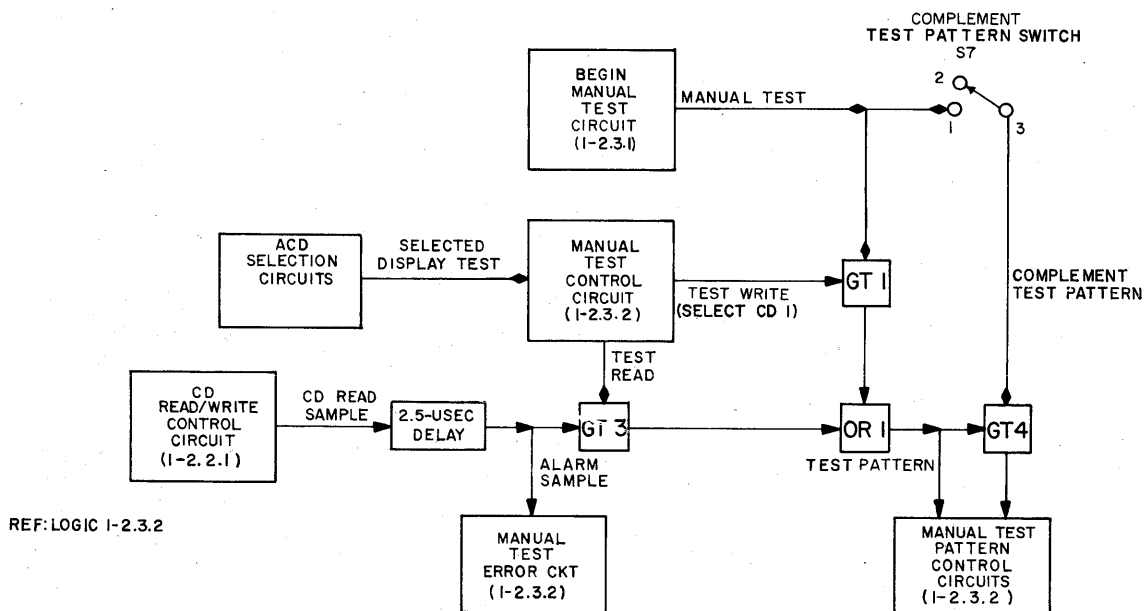 COMPLEMENT
TEST PATTERN SWITCH
S7
2
1
3
BEGIN
MANUAL
TEST
CIRCUIT
(1-2.3.1)
MANUAL TEST
ACD
SELECTION
CIRCUITS
SELECTED
DISPLAY TEST
MANUAL
TEST
CONTROL
CIRCUIT
(1-2.3.2)
TEST WRITE
(SELECT CD 1)
GT 1
COMPLEMENT
TEST PATTERN
TEST
READ
CD
READ/WRITE
CONTROL
CIRCUIT
(1-2.2.1)
CD READ
SAMPLE
2.5-USEC
DELAY
GT 3
OR 1
GT4
ALARM
SAMPLE
TEST PATTERN
REF: LOGIC 1-2.3.2
MANUAL
TEST
ERROR CKT
(1-2.3.2)
MANUAL TEST
PATTERN
CONTROL
CIRCUITS
(1-2.3.2)